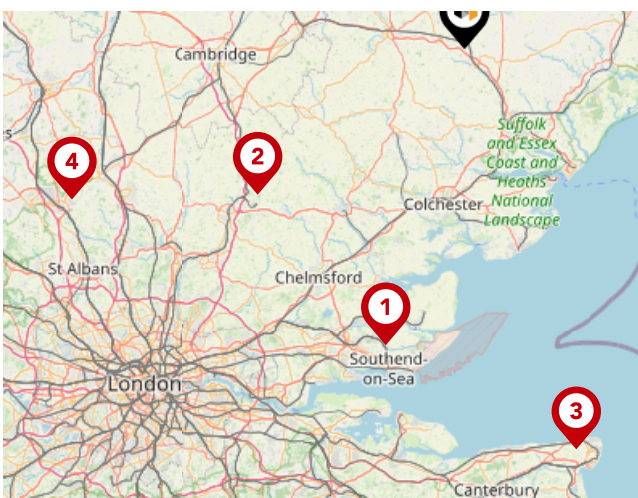 Cambridge
Suffolk
and Essex
Coast and
Heaths
National
Landscape
4
2
Colchester
St Albans
Chelmsford
1
Southend-
on-Sea
London
3
Canterbury